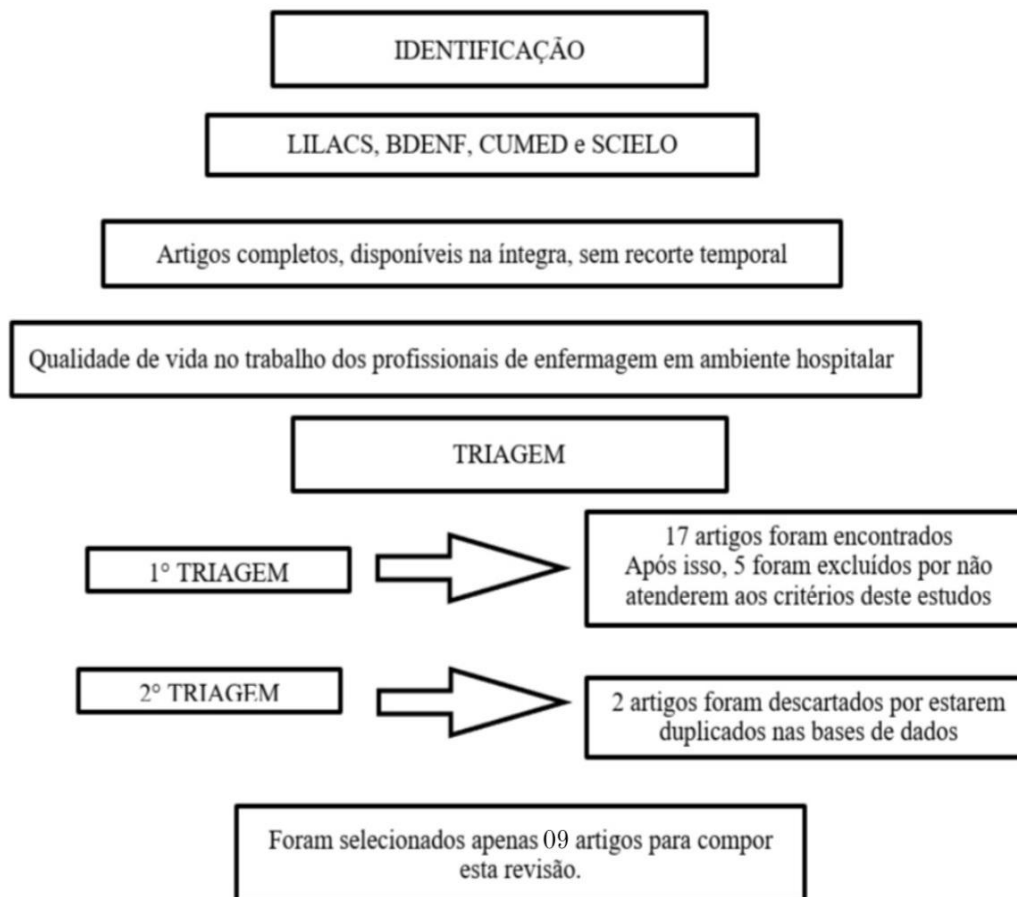 IDENTIFICAÇÃO
LILACS, BDENF, CUMED e SCIELO
Artigos completos, disponíveis na íntegra, sem recorte temporal
Qualidade de vida no trabalho dos profissionais de enfermagem em ambiente hospitalar
TRIAGEM
1° TRIAGEM
17 artigos foram encontrados
Após isso, 5 foram excluídos por não
atenderem aos critérios deste estudos
2° TRIAGEM
2 artigos foram descartados por estarem
duplicados nas bases de dados
Foram selecionados apenas 09 artigos para compor
esta revisão.